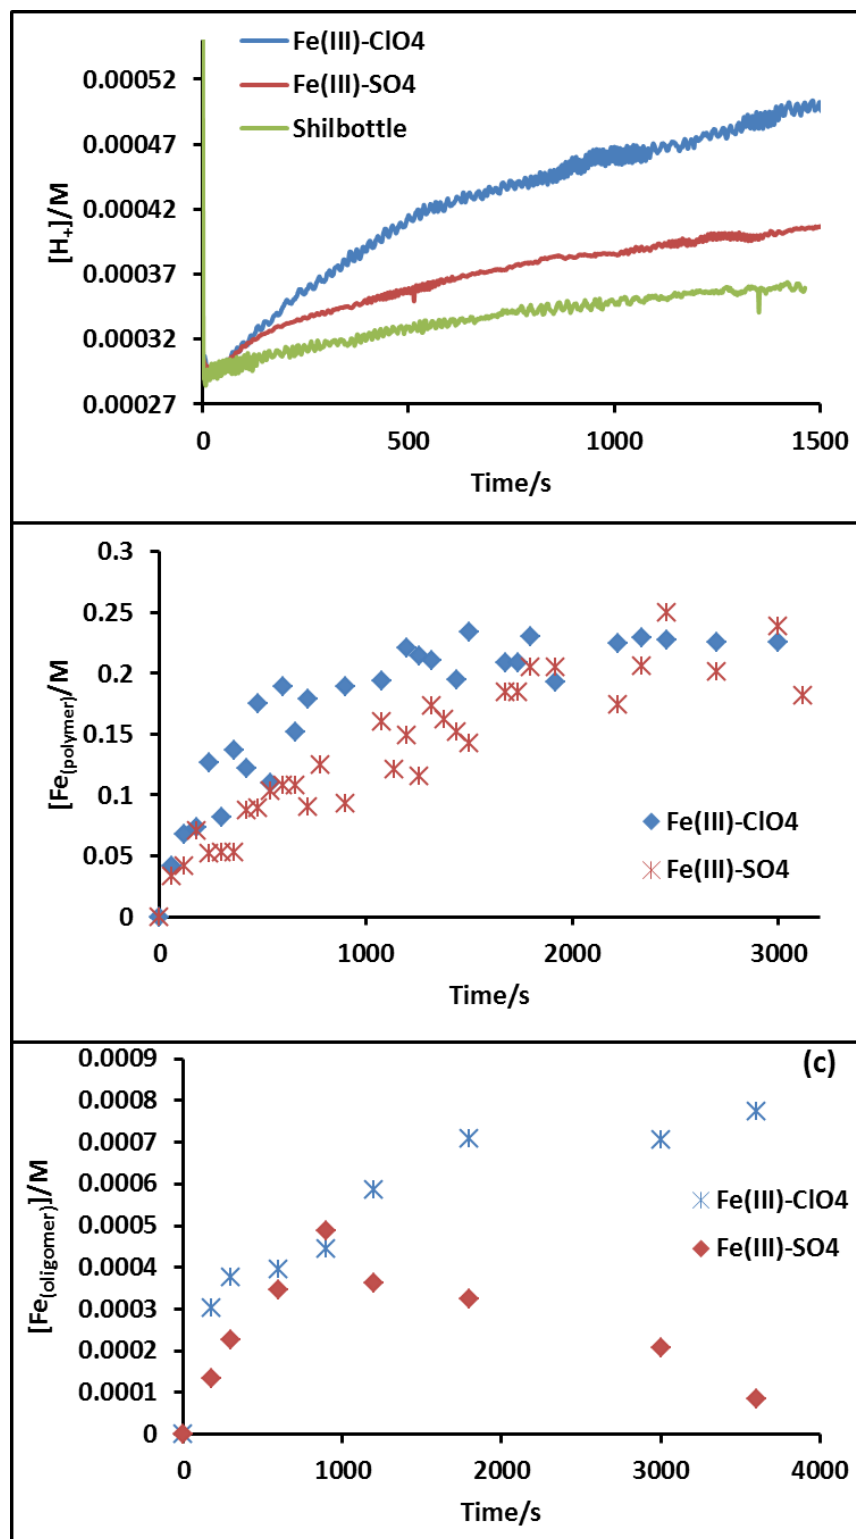 Fe(III)-ClO4
Fe(III)-SO4
Shilbottle
0.00052
0.00047
0.00042
0.00037
0.00032
0.00027
[H+]/M
0 500 1000 1500
Time/s
0.3
0.25
0.2
0.15
0.1
0.05
0
[Fe(polymer)/M
Fe(III)-ClO4
Fe(III)-SO4
0 1000 2000 3000
Time/s
(c)
0.0009
0.0008
0.0007
0.0006
0.0005
0.0004
0.0003
0.0002
0.0001
0
[Fe(oligomer)]/M
Fe(III)-ClO4
Fe(III)-SO4
0 1000 2000 3000 4000
Time/s